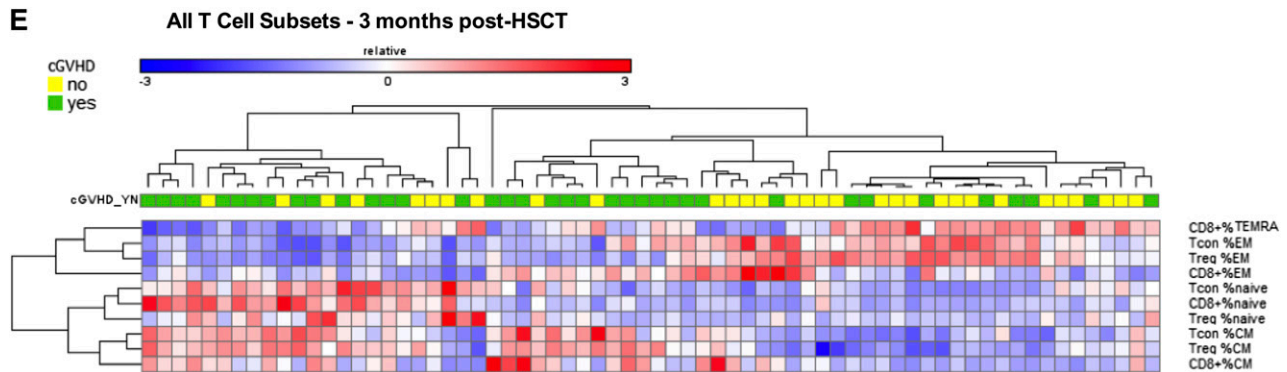 E
All T Cell Subsets - 3 months post-HSCT
relative
-3 0 3
cGVHD
no
yes
cGVHD_YN
CD8+%TEMRA
Tcon %EM
Treg %EM
CD8+%EM
Tcon %naive
CD8+%naive
Treg %naive
Tcon %CM
Treg %CM
CD8+%CM